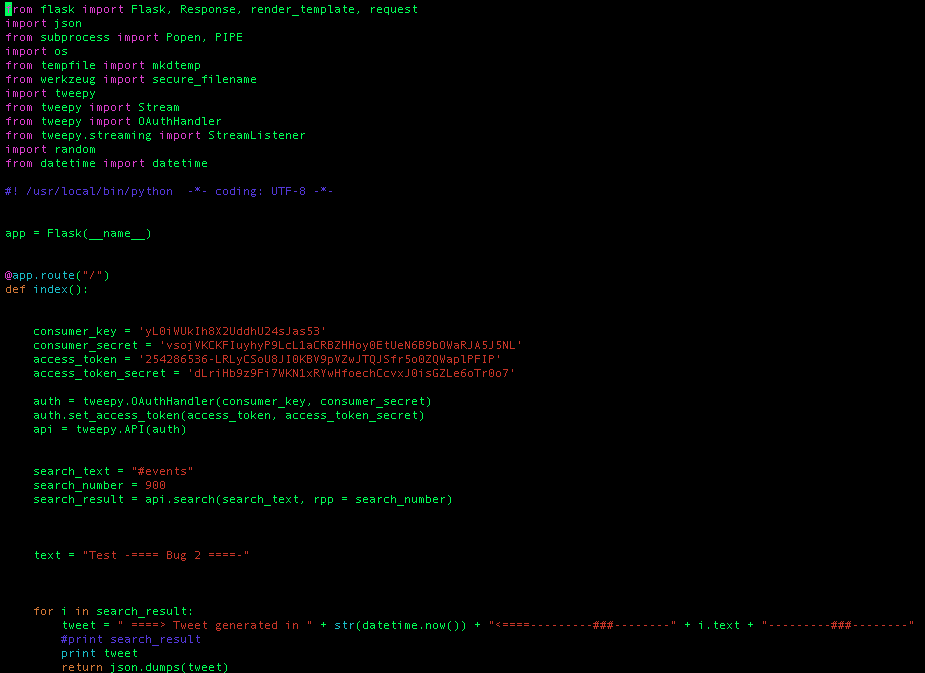 from flask import Flask, Response, render_template, request
import json
from subprocess import Popen, PIPE
import os
from tempfile import mkdtemp
from werkzeug import secure_filename
import tweepy
from tweepy import Stream
from tweepy import OAuthHandler
from tweepy.streaming import StreamListener
import random
from datetime import datetime
#! /usr/local/bin/python  -*- coding: UTF-8 -*-
app = Flask(__name__)
@app.route("/")
def index():
consumer_key = 'yL0iWUkIh8X2UddhU24sJas53'
consumer_secret = 'vsojVKCKFIuyhyP9LcL1aCRBZHHoy0EtUeN6B9bOWaRJA5J5NL'
access_token = '254286536-LRLyCSoU8JI0KBV9pVZwJTQJSfr5o0ZQWaplPFIP'
access_token_secret = 'dLriHb9z9Fi7WKN1xRYwHfoechCcvxJ0isGZLe6oTr0o7'
auth = tweepy.OAuthHandler(consumer_key, consumer_secret)
auth.set_access_token(access_token, access_token_secret)
api = tweepy.API(auth)
search_text = "#events"
search_number = 900
search_result = api.search(search_text, rpp = search_number)
text = "Test -==== Bug 2 ====-"
for i in search_result:
tweet = " ====> Tweet generated in " + str(datetime.now()) + "<====---------###--------" + i.text + "---------###--------"
#print search_result
print tweet
return json.dumps(tweet)